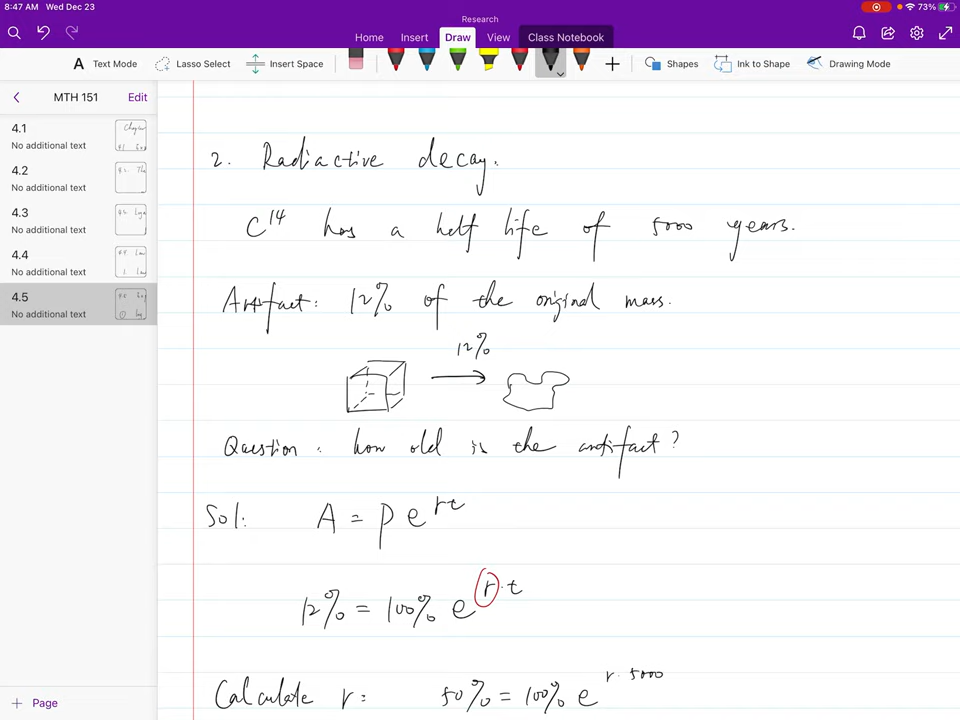 8:47 AM Wed Dec 23
73%
Research
Home Insert Draw View Class Notebook
Text Mode Lasso Select Insert Space Shapes Ink to Shape Drawing Mode
MTH 151 Edit
4.1
No additional text
4.2
No additional text
4.3
No additional text
4.4
No additional text
4.5
No additional text
Page
2. Radiactive decay.
C¹⁴ has a half life of 5000 years.
Artifact: 12% of the original mass.
12%
Question: how old is the artifact?
Sol: A = P e^{rt}
12% = 100% e^{r·t}
Calculate r: 50% = 100% e^{r·5000}